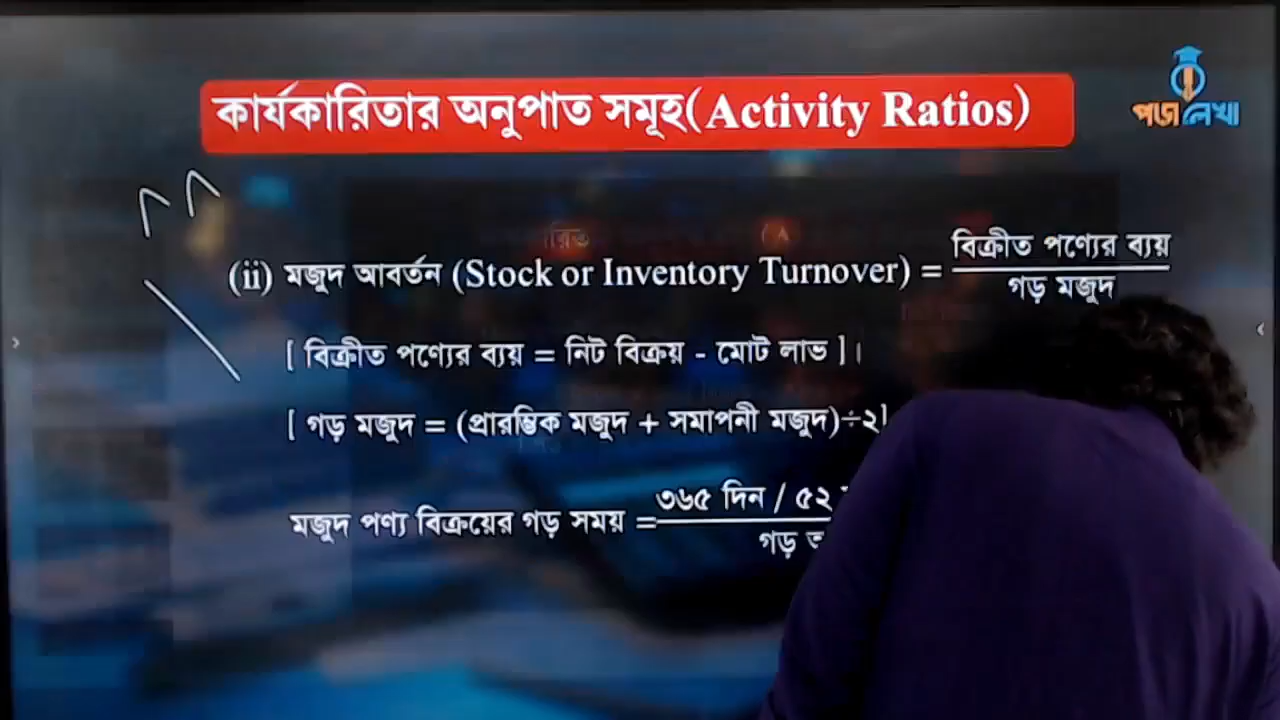 কার্যকারিতার অনুপাত সমূহ(Activity Ratios)
পড়ালেখা
(ii) মজুদ আবর্তন (Stock or Inventory Turnover) = বিক্রীত পণ্যের ব্যয়
গড় মজুদ
[ বিক্রীত পণ্যের ব্যয় = নিট বিক্রয় - মোট লাভ ]।
[ গড় মজুদ = (প্রারম্ভিক মজুদ + সমাপনী মজুদ)÷২]
মজুদ পণ্য বিক্রয়ের গড় সময় = ৩৬৫ দিন / ৫২
গড়